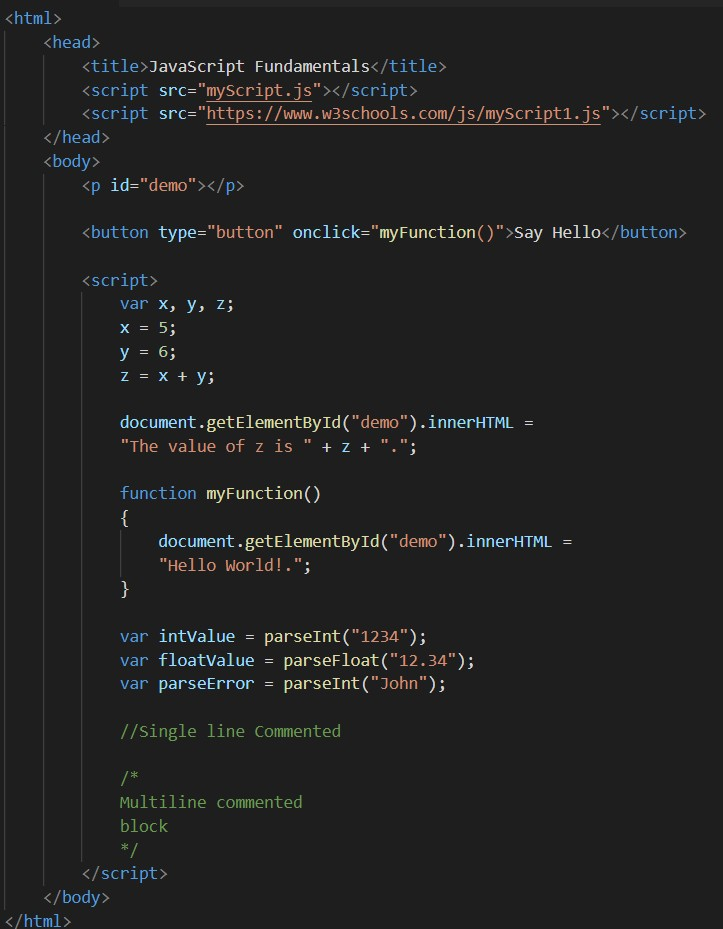 <html>
<head>
<title>JavaScript Fundamentals</title>
<script src="myScript.js"></script>
<script src="https://www.w3schools.com/js/myScript1.js"></script>
</head>
<body>
<p id="demo"></p>
<button type="button" onclick="myFunction()">Say Hello</button>
<script>
var x, y, z;
x = 5;
y = 6;
z = x + y;
document.getElementById("demo").innerHTML =
"The value of z is " + z + ".";
function myFunction()
{
document.getElementById("demo").innerHTML =
"Hello World!.";
}
var intValue = parseInt("1234");
var floatValue = parseFloat("12.34");
var parseError = parseInt("John");
//Single line Commented
/*
Multiline commented
block
*/
</script>
</body>
</html>